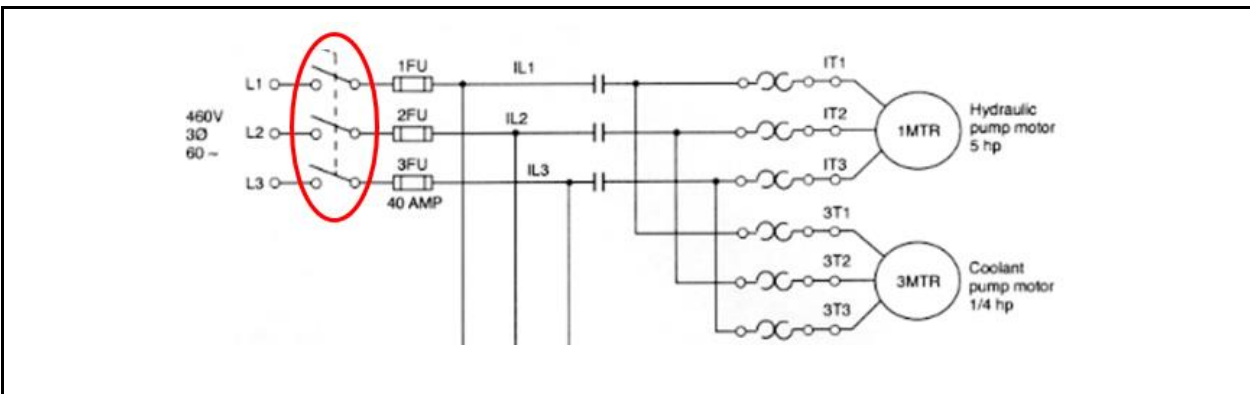 460V
3Ø
60 ~
L1
L2
L3
1FU
2FU
3FU
40 AMP
IL1
IL2
IL3
IT1
IT2
IT3
1MTR
Hydraulic
pump motor
5 hp
3T1
3T2
3T3
3MTR
Coolant
pump motor
1/4 hp